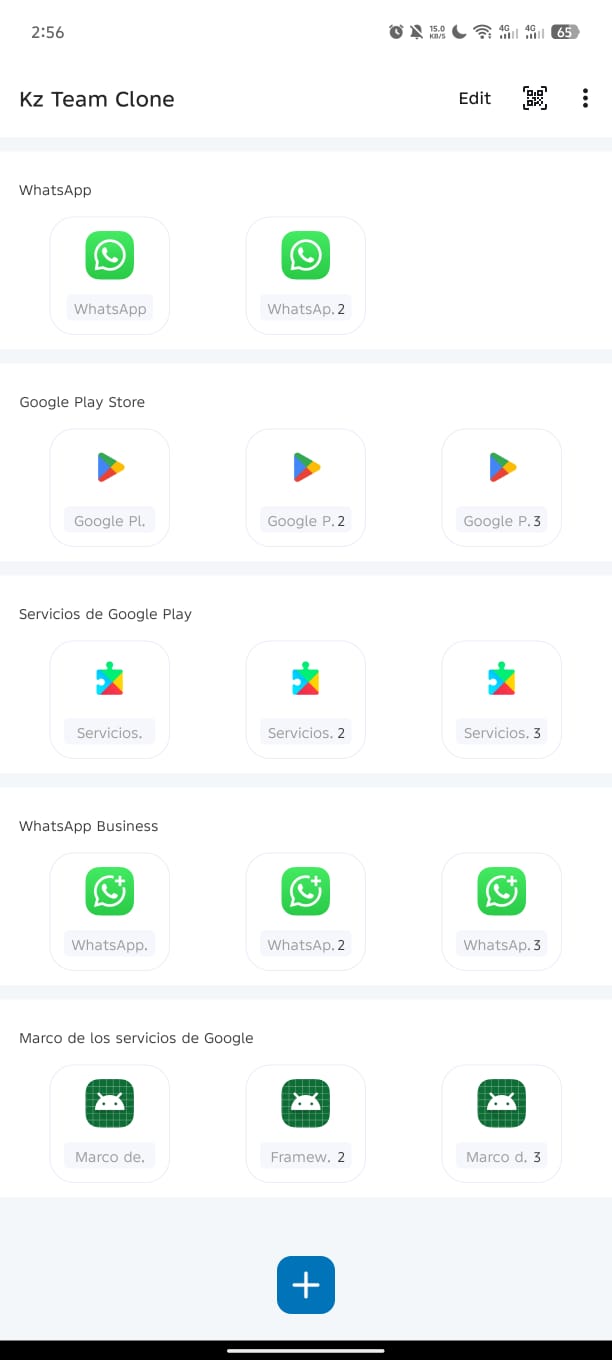 2:56
15.0
KB/S
4G
4G
65
Kz Team Clone
Edit
WhatsApp
WhatsApp
WhatsAp. 2
Google Play Store
Google Pl.
Google P. 2
Google P. 3
Servicios de Google Play
Servicios.
Servicios. 2
Servicios. 3
WhatsApp Business
WhatsApp.
WhatsAp. 2
WhatsAp. 3
Marco de los servicios de Google
Marco de.
Framew. 2
Marco d. 3